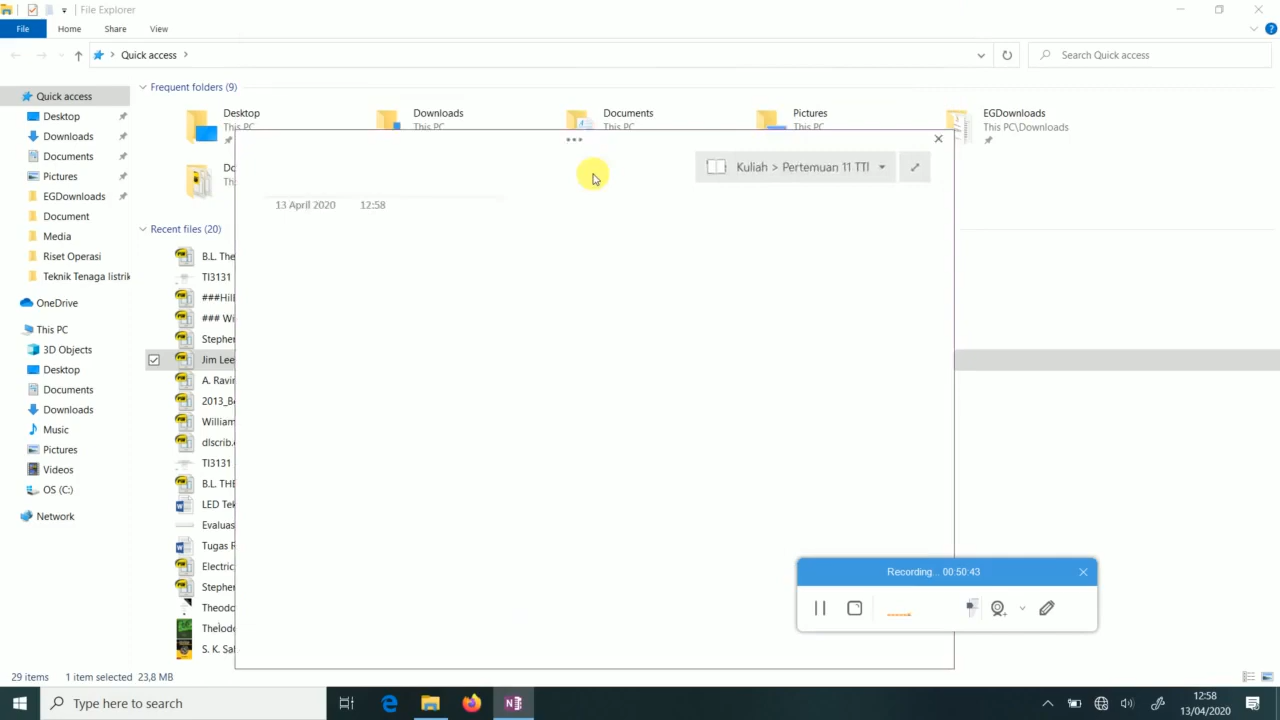 File Explorer
File Home Share View
Quick access
Search Quick access
Quick access
Desktop
Downloads
Documents
Pictures
EGDownloads
Document
Media
Riset Operasi
Teknik Tenaga listrik
OneDrive
This PC
3D Objects
Desktop
Documents
Downloads
Music
Pictures
Videos
OS (C:)
Network
Frequent folders (9)
Desktop
This PC
Downloads
This PC
Documents
This PC
Pictures
This PC
EGDownloads
This PC\Downloads
Recent files (20)
B.L. The
TI3131
###Hill
### Wi
Stephe
Jim Lee
A. Ravi
2013_B
William
dlscrib.
TI3131
B.L. THE
LED Tek
Evaluas
Tugas R
Electric
Stephe
Theodo
Thelodo
S. K. Sal
Kuliah > Pertemuan 11 TTI
13 April 2020 12:58
Recording... 00:50:43
29 items 1 item selected 23,8 MB
Type here to search
12:58
13/04/2020